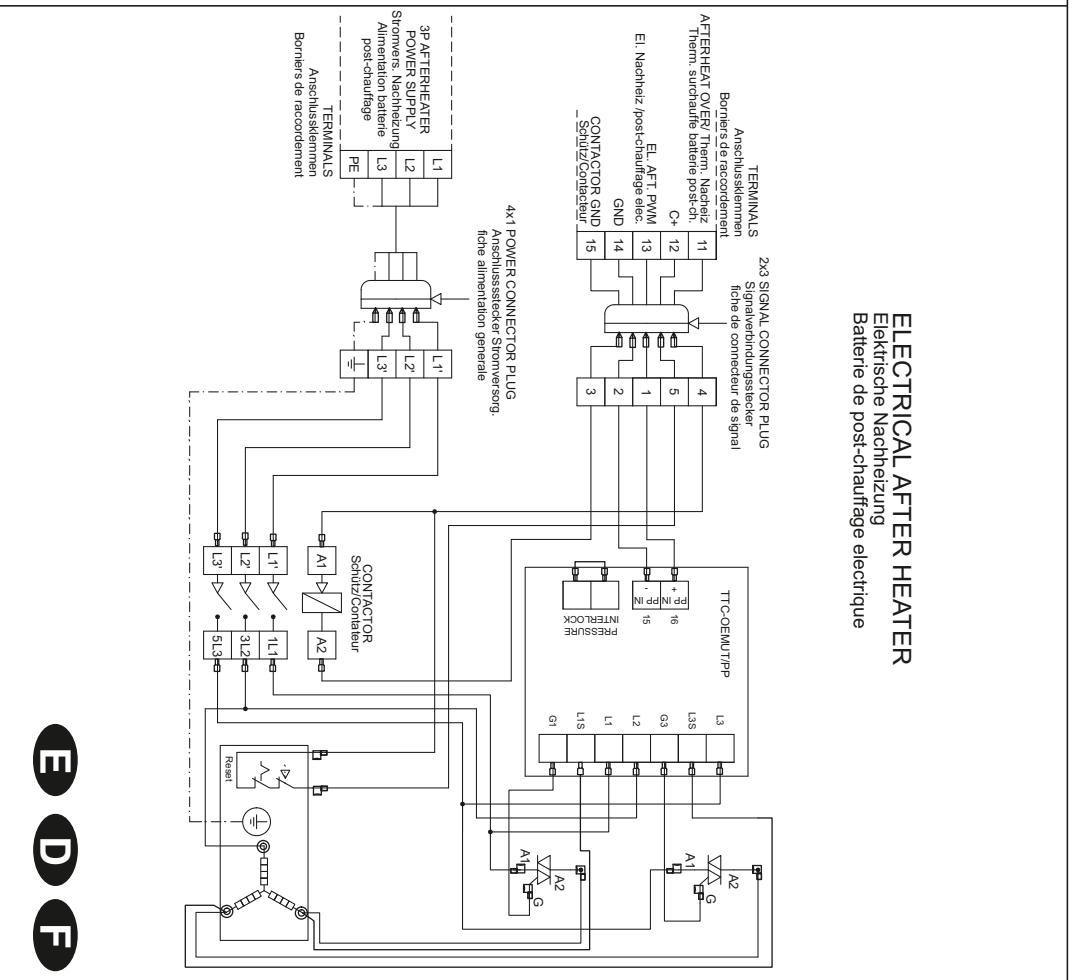 ELECTRICAL AFTER HEATER
Elektrische Nachheizung
Batterie de post-chauffage electrique
TERMINALS
Anschlussklemmen
Borniers de raccordement
AFTERHEAT OVER/ Therm. Nacheiz
Therm. surchauffe batterie post-ch.
C+
EL. AFT. PWM
El. Nachheiz /post-chauffage elec.
GND
CONTACTOR GND
Schütz/Contacteur
11
12
13
14
15
2x3 SIGNAL CONNECTOR PLUG
Signalverbindungsstecker
fiche de connecteur de signal
4
5
1
2
3
TTC-OEMUT/PP
+
PP IN
16
-
PP IN
15
PRESSURE
INTERLOCK
L3
L3S
G3
L2
L1
L1S
G1
A1
A2
G
A1
A2
G
3P AFTERHEATER
POWER SUPPLY
Stromvers. Nachheizung
Alimentation batterie
post-chauffage
L1
L2
L3
PE
TERMINALS
Anschlussklemmen
Borniers de raccordement
4x1 POWER CONNECTOR PLUG
Anschlussstecker Stromversorg.
fiche alimentation generale
L1'
L2'
L3'
CONTACTOR
Schütz/Contateur
A1
A2
L1'
L2'
L3'
1L1
3L2
5L3
Reset
E D F